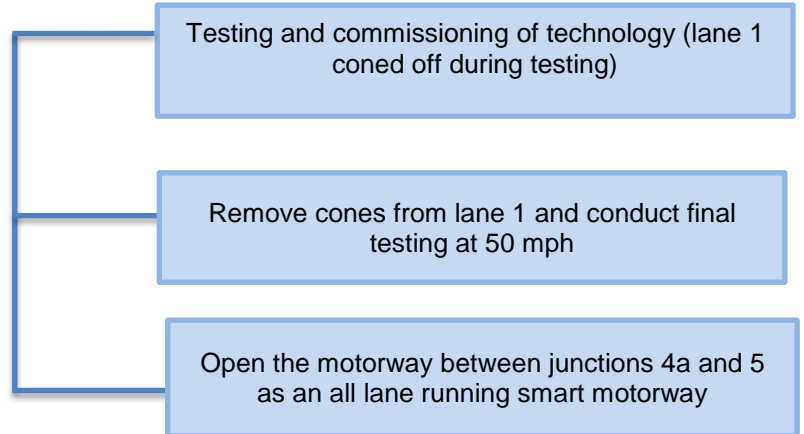 Testing and commissioning of technology (lane 1
coned off during testing)
Remove cones from lane 1 and conduct final
testing at 50 mph
Open the motorway between junctions 4a and 5
as an all lane running smart motorway